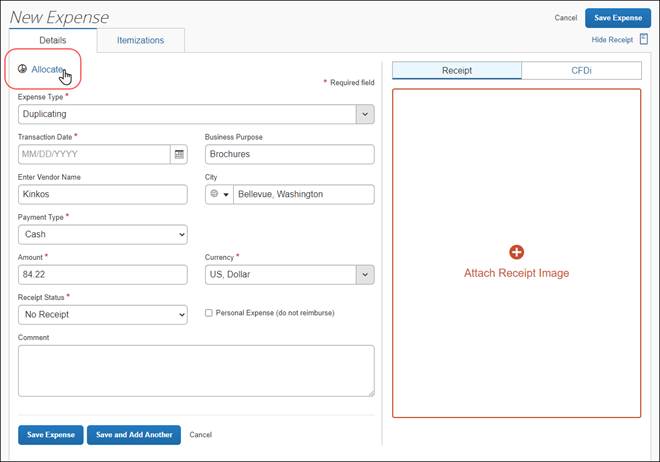 New Expense
Cancel
Save Expense
Details
Itemizations
Hide Receipt
Allocate
* Required field
Receipt
CFDi
Expense Type *
Duplicating
Transaction Date *
Business Purpose
MM/DD/YYYY
Brochures
Enter Vendor Name
City
Kinkos
Bellevue, Washington
Payment Type *
Cash
Attach Receipt Image
Amount *
Currency *
84.22
US, Dollar
Receipt Status *
No Receipt
Personal Expense (do not reimburse)
Comment
Save Expense
Save and Add Another
Cancel